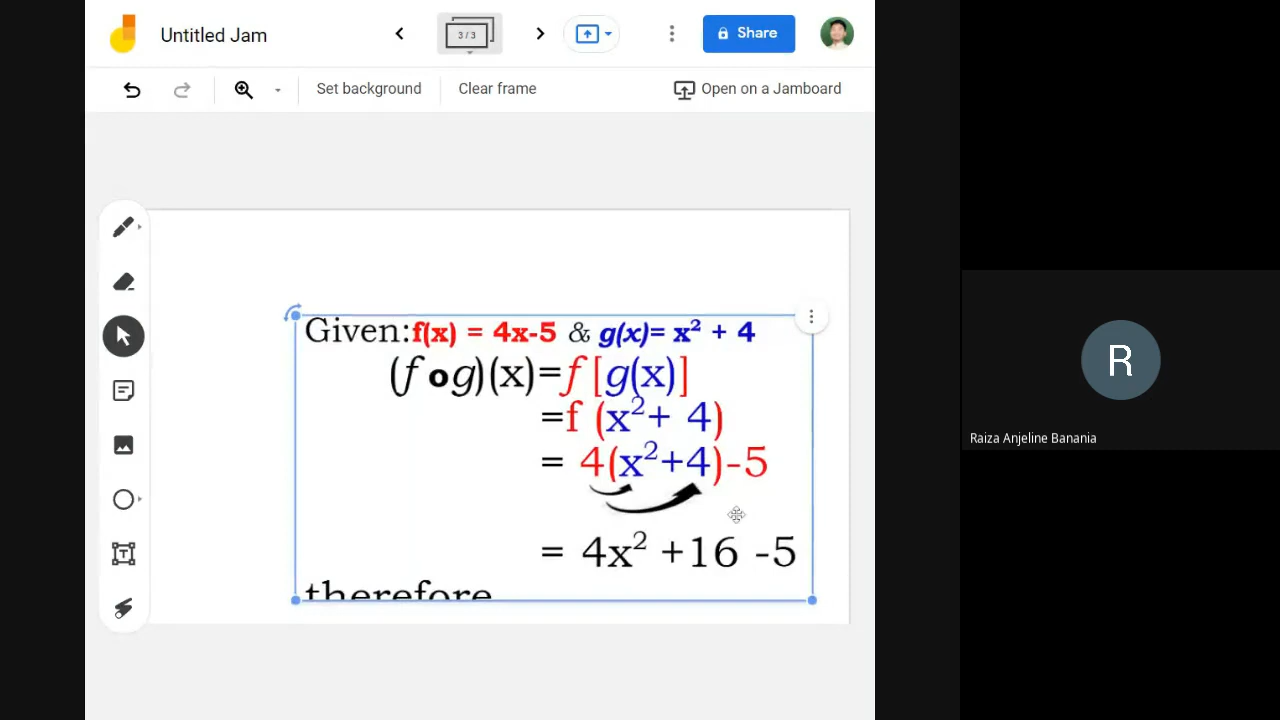 Untitled Jam
3 / 3
Share
Set background
Clear frame
Open on a Jamboard
Given:f(x) = 4x-5 & g(x)= x² + 4
(f o g)(x)=f [g(x)]
=f (x²+ 4)
= 4(x²+4)-5
= 4x² +16 -5
therefore
R
Raiza Anjeline Banania